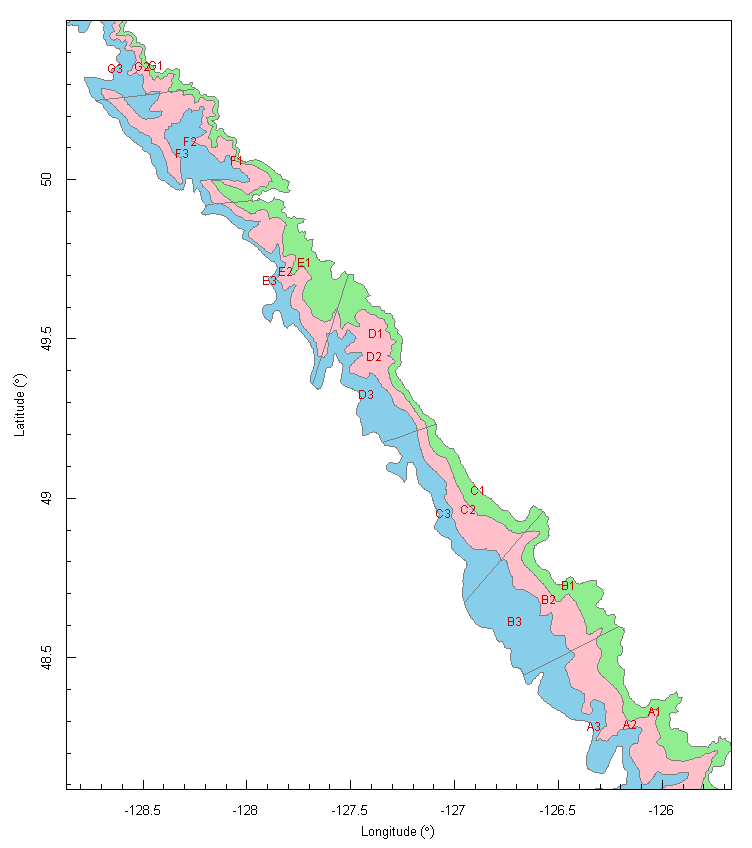 G3 G2 G1
F2
F3 F1
50
E1
E2
E3
D1
49.5
D2
D3
C1
49
C2
C3
B1
B2
B3
48.5
A1
A2
A3
Latitude (°)
-128.5 -128 -127.5 -127 -126.5 -126
Longitude (°)